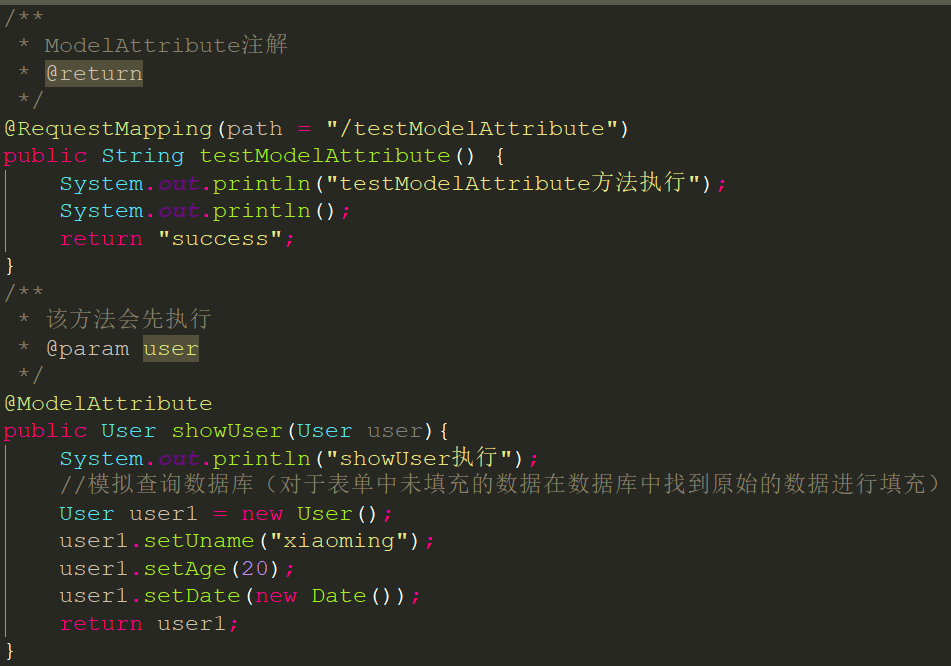 /**
 * ModelAttribute注解
 * @return
 */
@RequestMapping(path = "/testModelAttribute")
public String testModelAttribute() {
    System.out.println("testModelAttribute方法执行");
    System.out.println();
    return "success";
}
/**
 * 该方法会先执行
 * @param user
 */
@ModelAttribute
public User showUser(User user){
    System.out.println("showUser执行");
    //模拟查询数据库（对于表单中未填充的数据在数据库中找到原始的数据进行填充）
    User user1 = new User();
    user1.setUname("xiaoming");
    user1.setAge(20);
    user1.setDate(new Date());
    return user1;
}